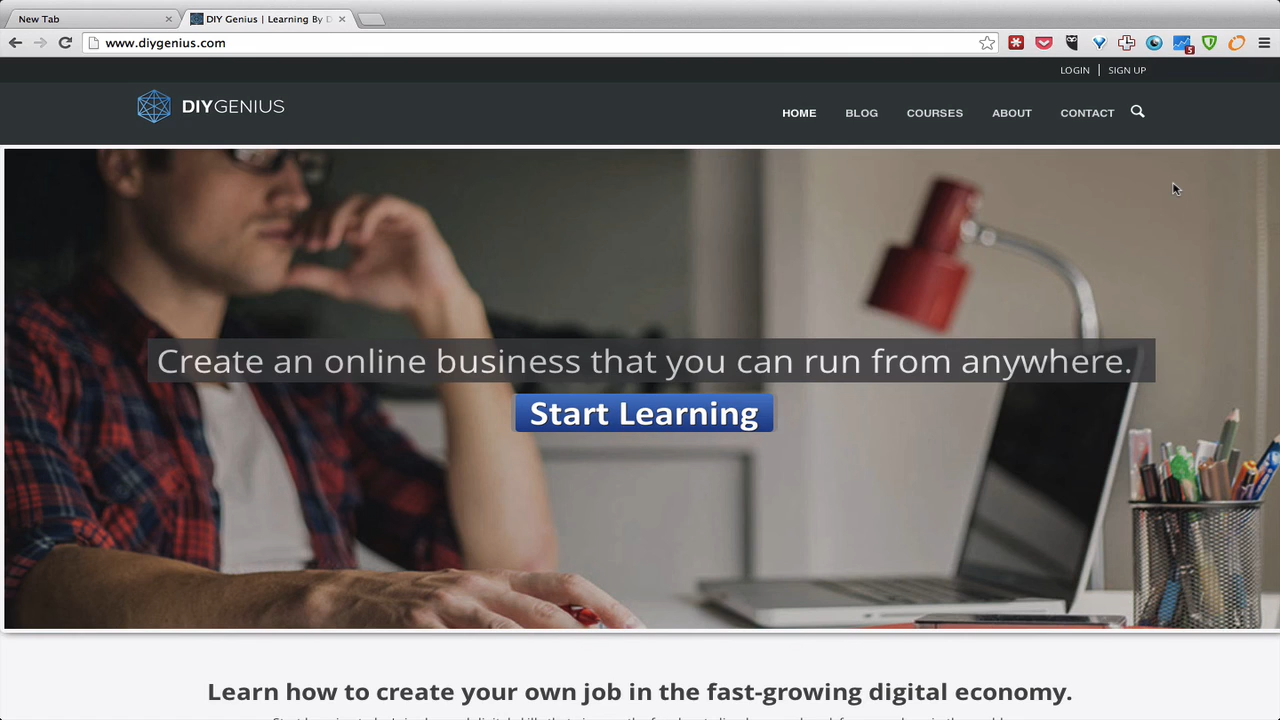 New Tab
DIY Genius | Learning By D
www.diygenius.com
5
LOGIN | SIGN UP
DIYGENIUS
HOME BLOG COURSES ABOUT CONTACT
Create an online business that you can run from anywhere.
Start Learning
Learn how to create your own job in the fast-growing digital economy.